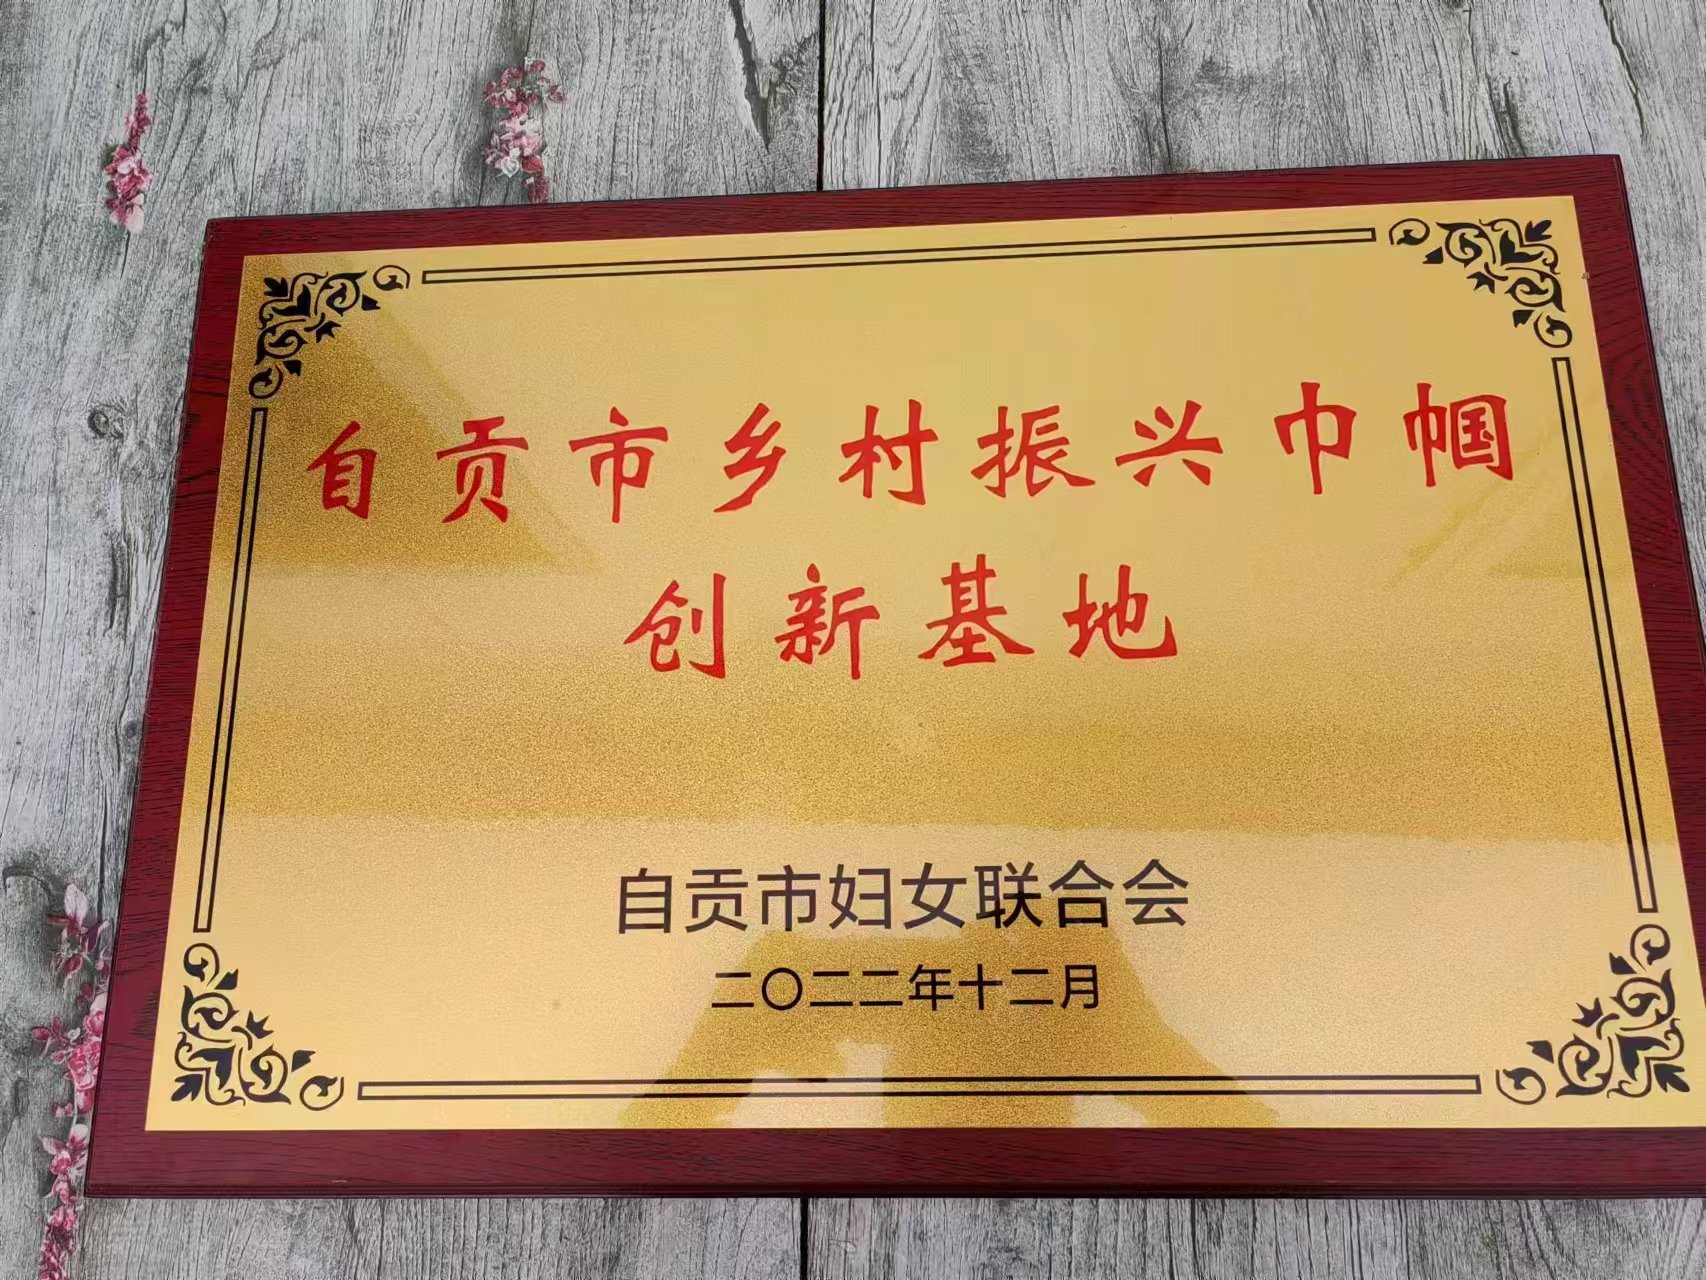 自贡市乡村振兴巾帼
创新基地
自贡市妇女联合会
二〇二二年十二月